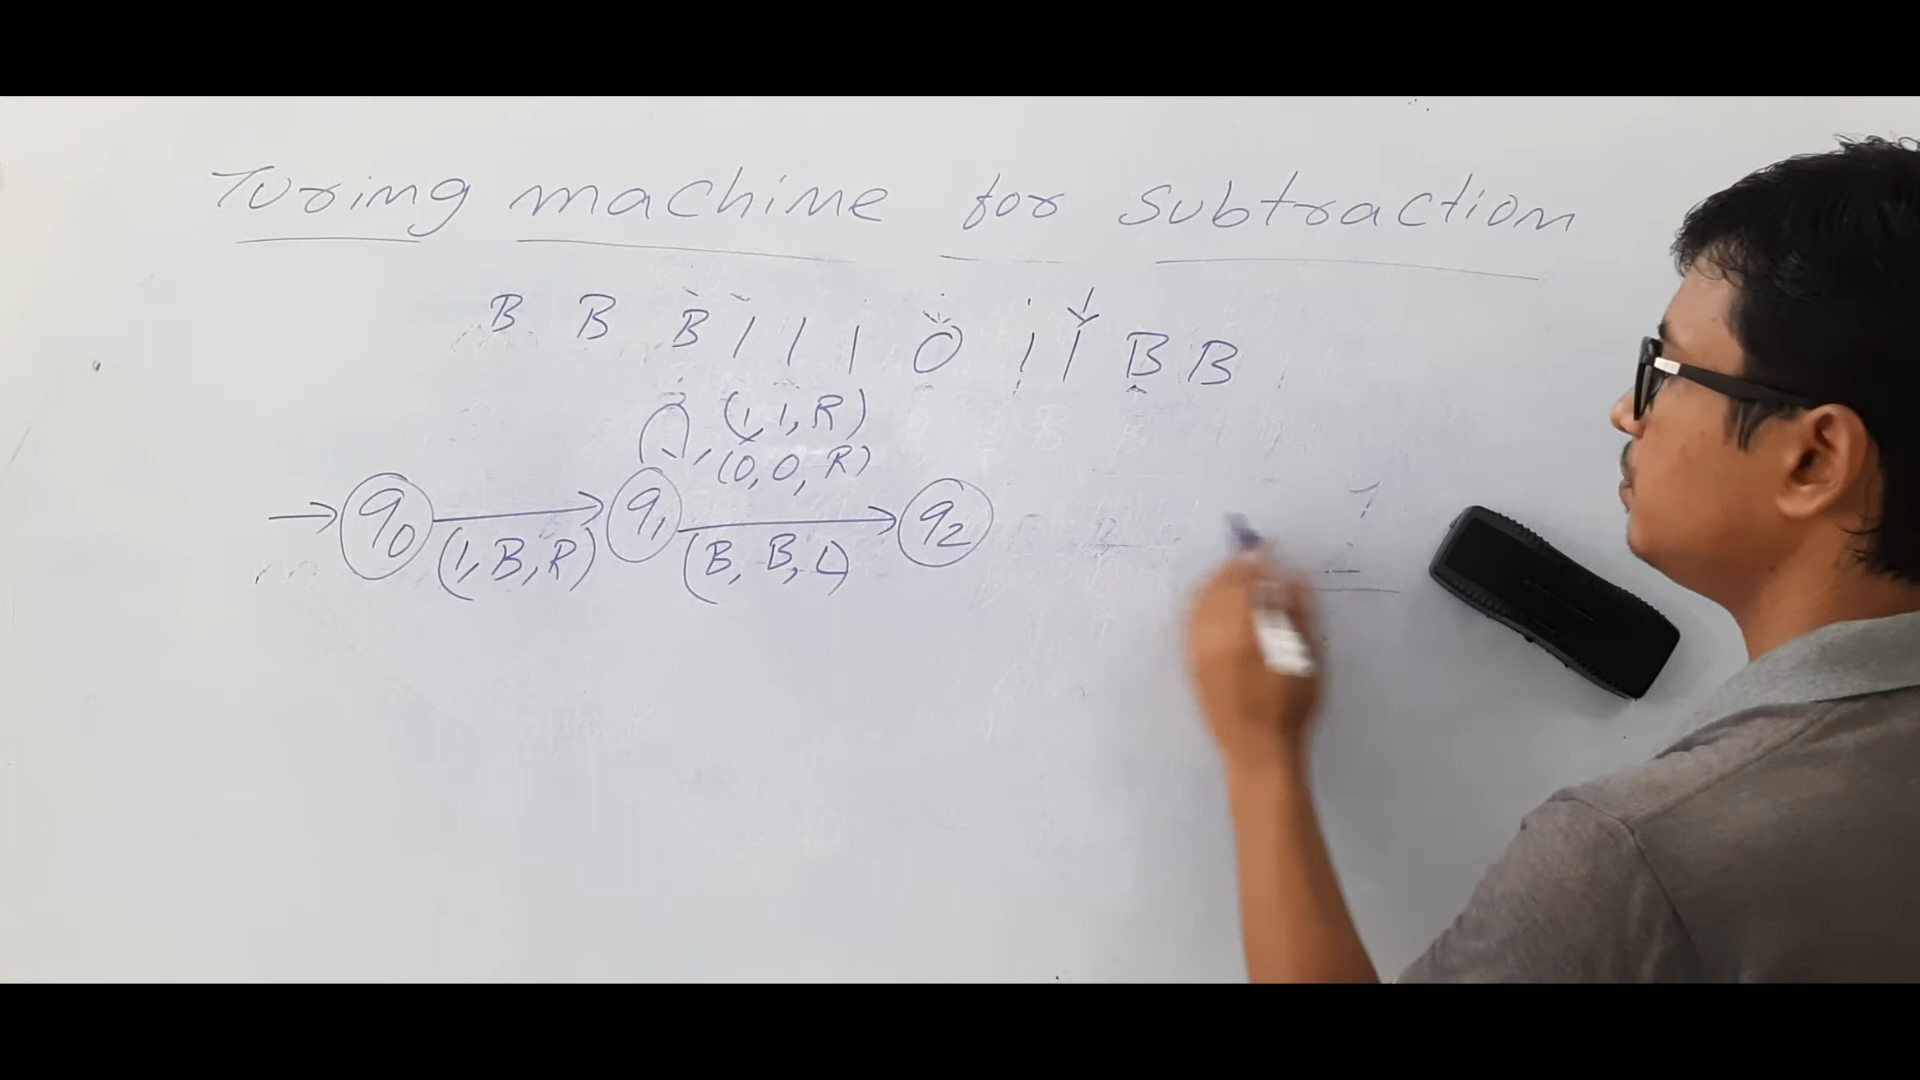 Turing machine for subtraction
B B B 1 1 1 0 1 1 B B
(1, 1, R)
(0, 0, R)
q0 q1 q2
(1, B, R) (B, B, L)